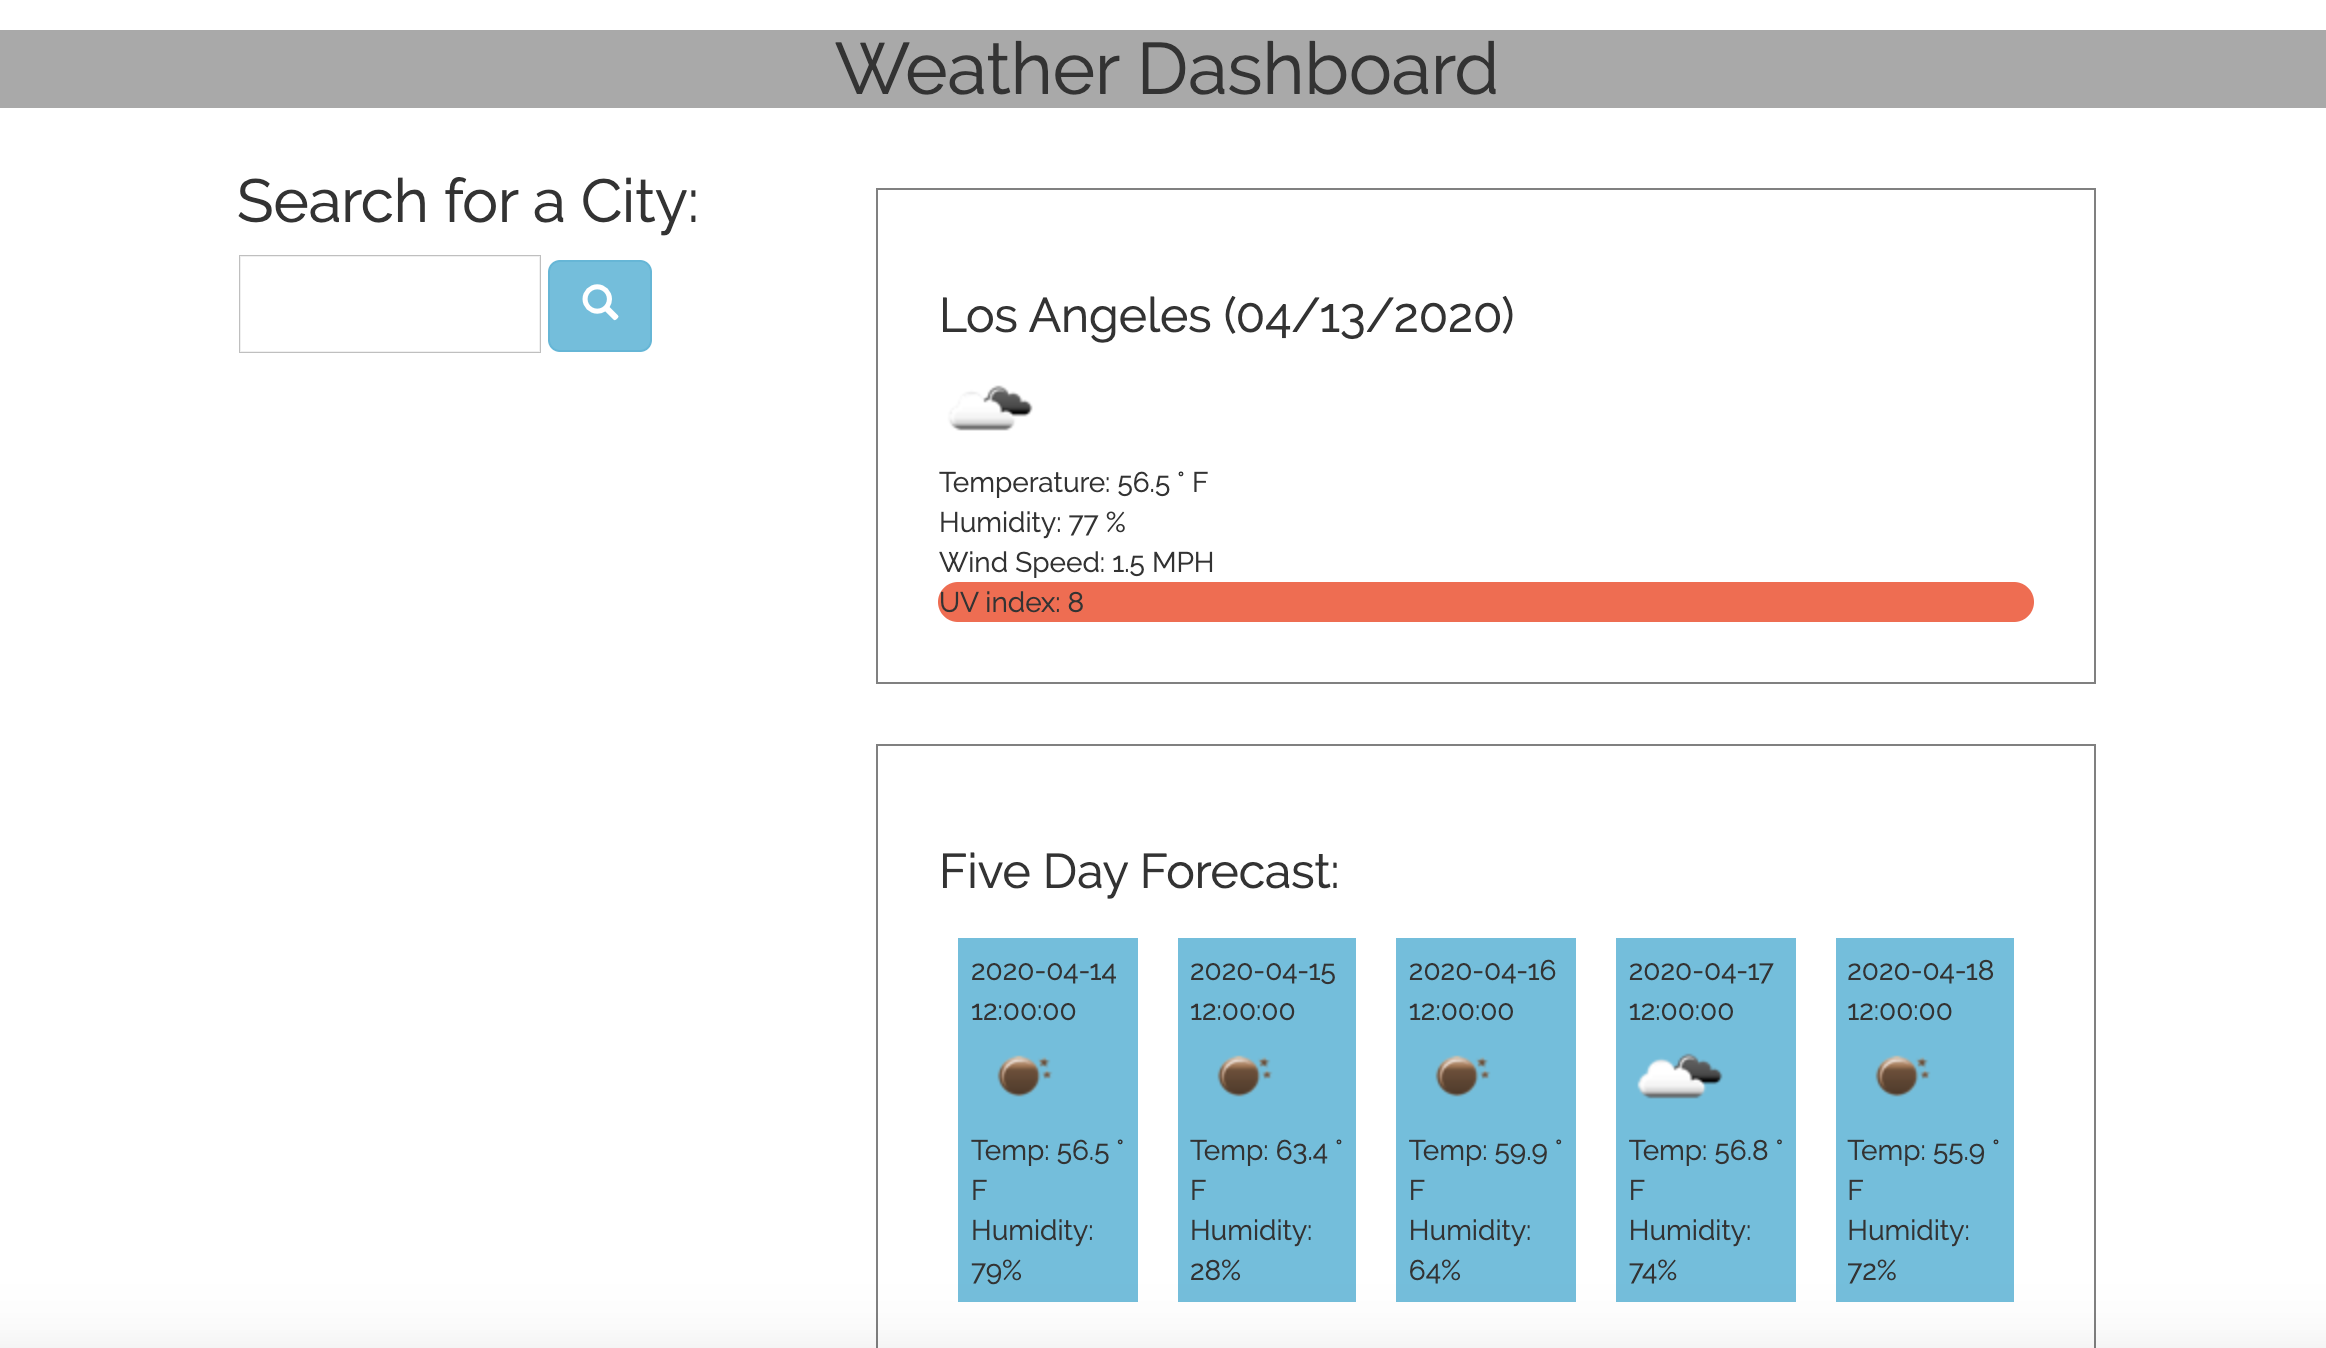 Weather Dashboard
Search for a City:
Los Angeles (04/13/2020)
Temperature: 56.5 ° F
Humidity: 77 %
Wind Speed: 1.5 MPH
UV index: 8
Five Day Forecast:
2020-04-14
12:00:00
Temp: 56.5 °
F
Humidity:
79%
2020-04-15
12:00:00
Temp: 63.4 °
F
Humidity:
28%
2020-04-16
12:00:00
Temp: 59.9 °
F
Humidity:
64%
2020-04-17
12:00:00
Temp: 56.8 °
F
Humidity:
74%
2020-04-18
12:00:00
Temp: 55.9 °
F
Humidity:
72%